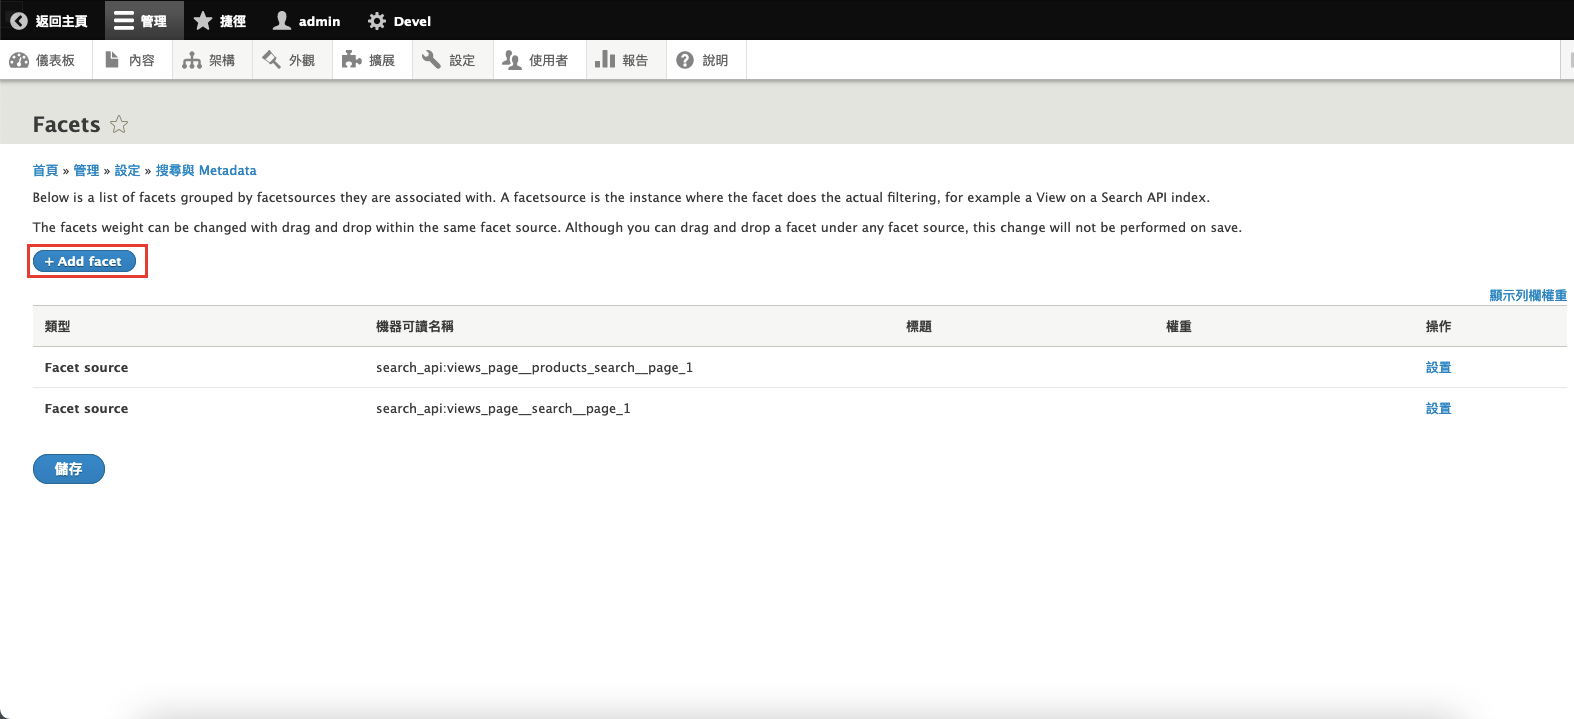 返回主頁 管理 捷徑 admin Devel
儀表板 內容 架構 外觀 擴展 設定 使用者 報告 說明
Facets
首頁 » 管理 » 設定 » 搜尋與 Metadata
Below is a list of facets grouped by facetsources they are associated with. A facetsource is the instance where the facet does the actual filtering, for example a View on a Search API index.
The facets weight can be changed with drag and drop within the same facet source. Although you can drag and drop a facet under any facet source, this change will not be performed on save.
+ Add facet
顯示列欄權重
類型 機器可讀名稱 標題 權重 操作
Facet source search_api:views_page__products_search__page_1 設置
Facet source search_api:views_page__search__page_1 設置
儲存